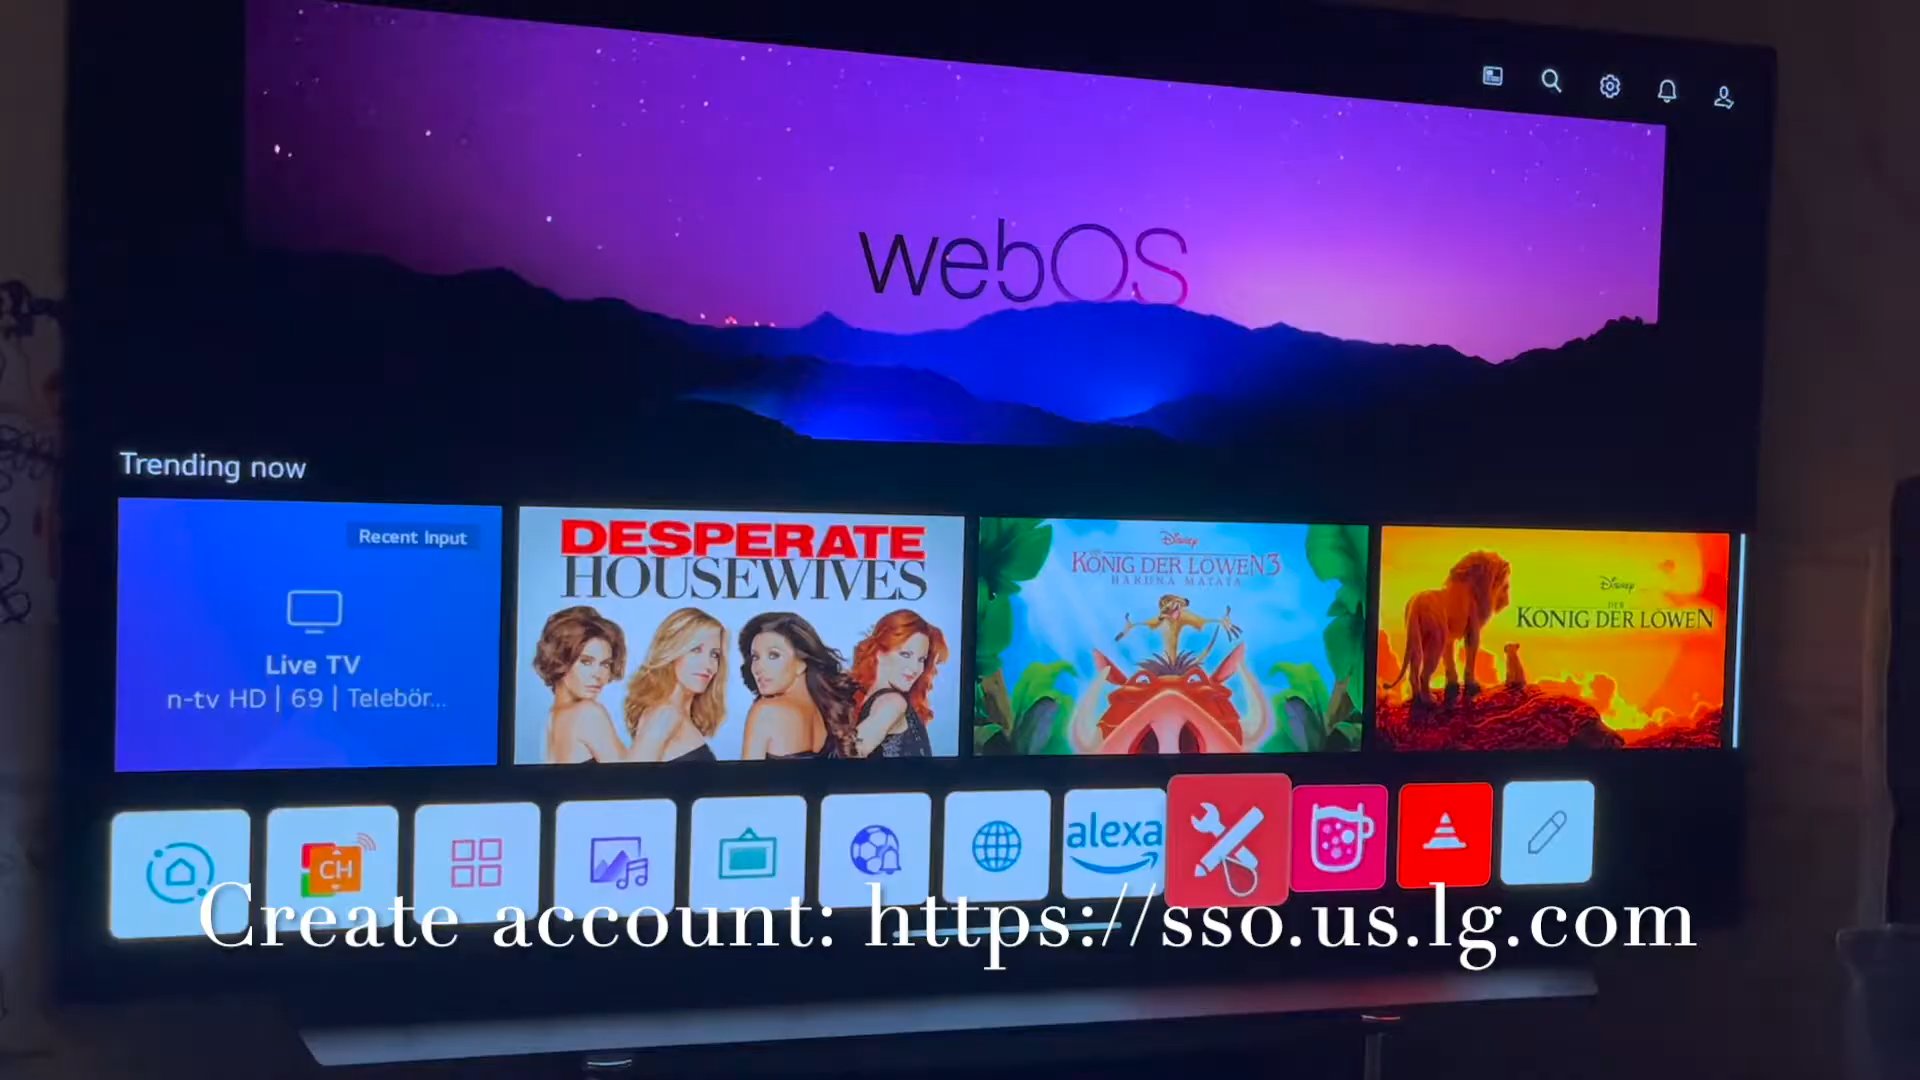 webOS
Trending now
Recent Input
Live TV
n-tv HD | 69 | Telebör...
DESPERATE
HOUSEWIVES
Disney
KÖNIG DER LÖWEN 3
HAKUNA MATATA
Disney
DER
KÖNIG DER LÖWEN
CH
alexa
Create account: https://sso.us.lg.com